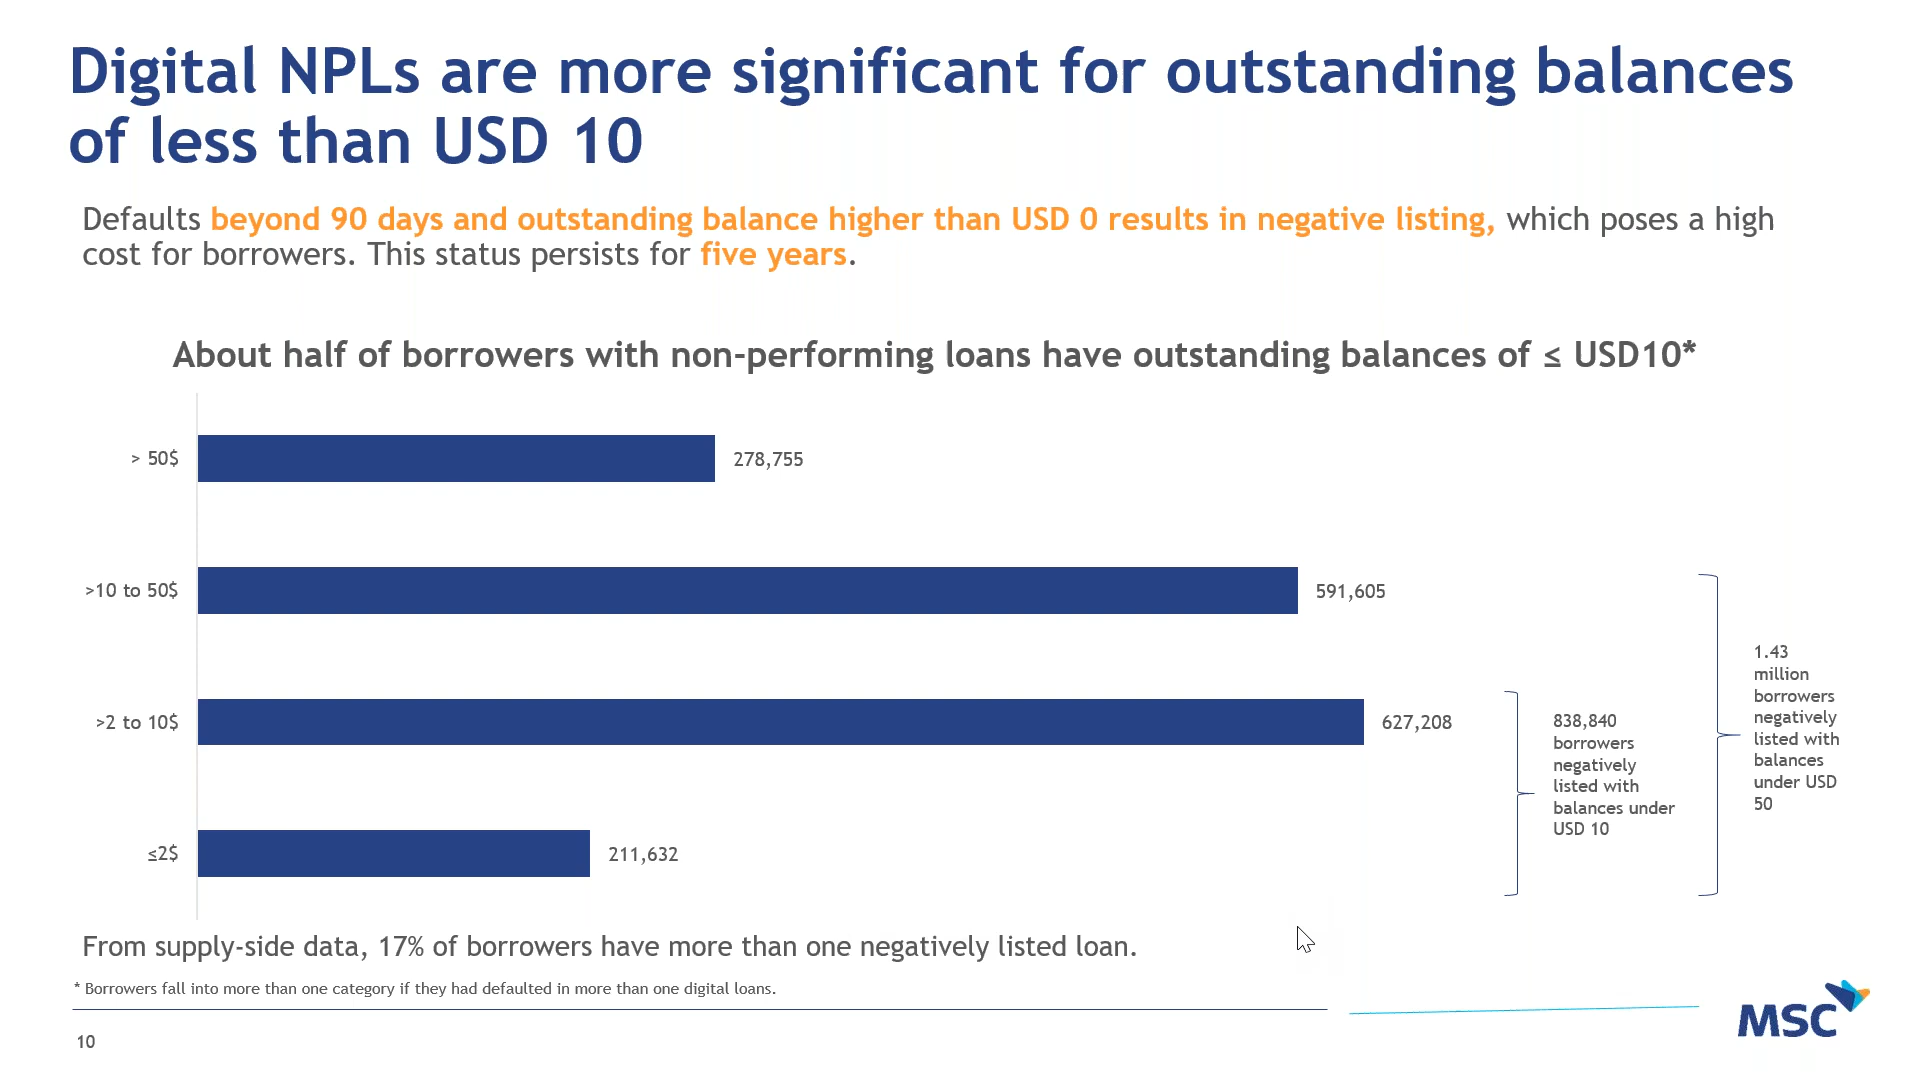 Digital NPLs are more significant for outstanding balances
of less than USD 10
Defaults beyond 90 days and outstanding balance higher than USD 0 results in negative listing, which poses a high
cost for borrowers. This status persists for five years.
About half of borrowers with non-performing loans have outstanding balances of ≤ USD10*
> 50$
278,755
>10 to 50$
591,605
>2 to 10$
627,208
≤2$
211,632
838,840
borrowers
negatively
listed with
balances under
USD 10
1.43
million
borrowers
negatively
listed with
balances
under USD
50
From supply-side data, 17% of borrowers have more than one negatively listed loan.
* Borrowers fall into more than one category if they had defaulted in more than one digital loans.
10
MSC